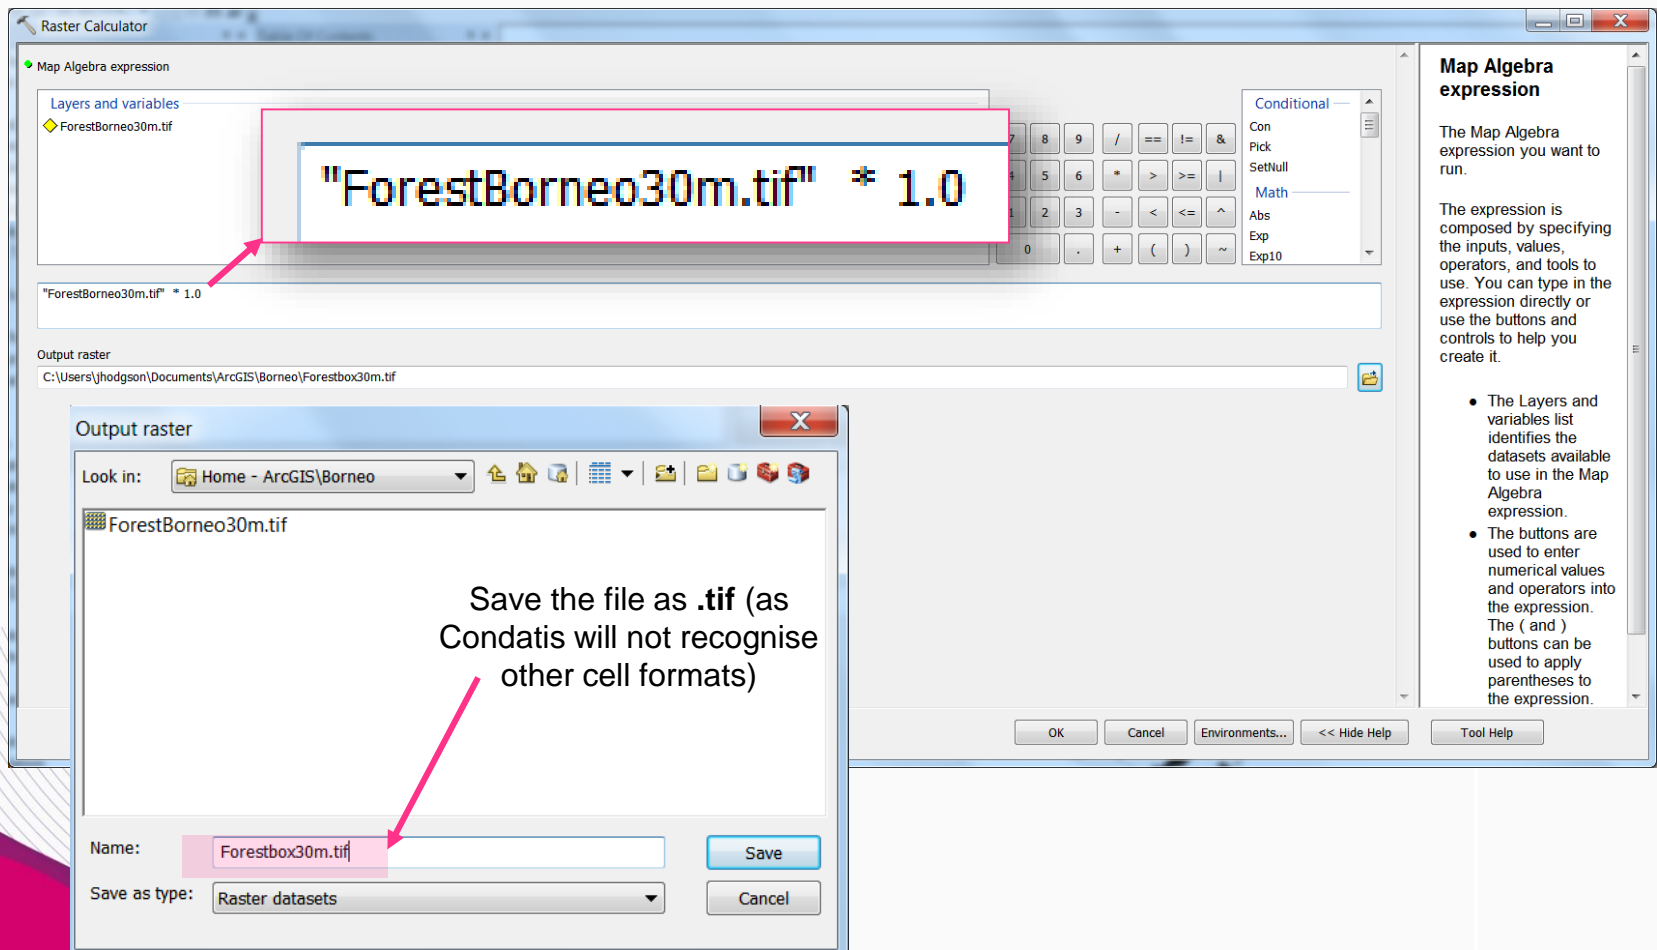 Raster Calculator
Map Algebra expression
Layers and variables
ForestBorneo30m.tif
"ForestBorneo30m.tif" * 1.0
7 8 9 / == != &
4 5 6 * > >= |
1 2 3 - < <= ^
0 . + ( ) ~
Conditional
Con
Pick
SetNull
Math
Abs
Exp
Exp10
"ForestBorneo30m.tif" * 1.0
Output raster
C:\Users\jhodgson\Documents\ArcGIS\Borneo\Forestbox30m.tif
Output raster
Look in: Home - ArcGIS\Borneo
ForestBorneo30m.tif
Save the file as .tif (as
Condatis will not recognise
other cell formats)
Name: Forestbox30m.tif
Save
Save as type: Raster datasets
Cancel
OK
Cancel
Environments...
<< Hide Help
Tool Help
Map Algebra
expression
The Map Algebra
expression you want to
run.
The expression is
composed by specifying
the inputs, values,
operators, and tools to
use. You can type in the
expression directly or
use the buttons and
controls to help you
create it.
● The Layers and
variables list
identifies the
datasets available
to use in the Map
Algebra
expression.
● The buttons are
used to enter
numerical values
and operators into
the expression.
The ( and )
buttons can be
used to apply
parentheses to
the expression.